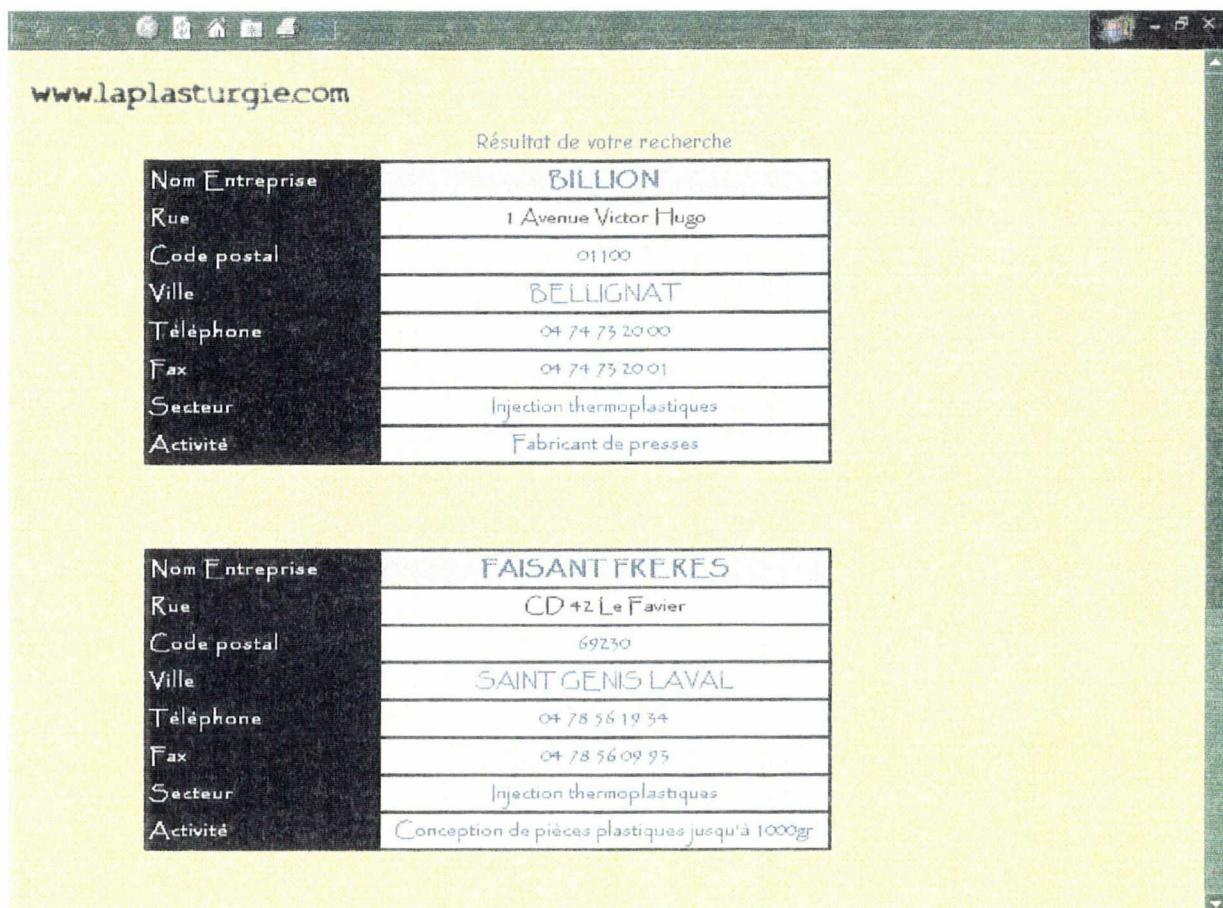 www.laplasturgie.com
Résultat de votre recherche
Nom Entreprise BILLION
Rue 1 Avenue Victor Hugo
Code postal 01100
Ville BELLIGNAT
Téléphone 04 74 73 20 00
Fax 04 74 73 20 01
Secteur Injection thermoplastiques
Activité Fabricant de presses
Nom Entreprise FAISANT FRERES
Rue CD 42 Le Favier
Code postal 69230
Ville SAINT GENIS LAVAL
Téléphone 04 78 56 19 34
Fax 04 78 56 09 93
Secteur Injection thermoplastiques
Activité Conception de pièces plastiques jusqu'à 1000gr